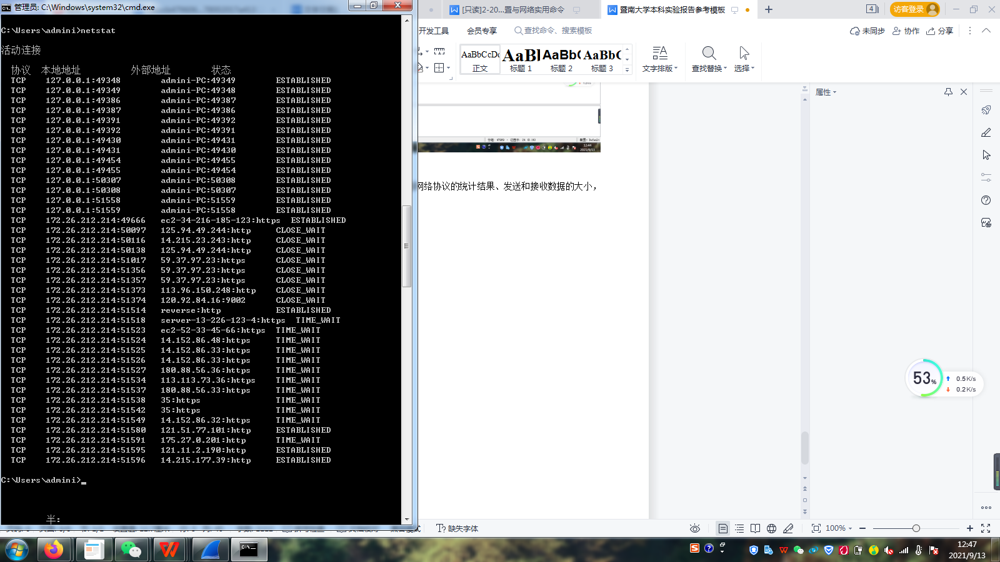 管理员: C:\Windows\system32\cmd.exe
C:\Users\admini>netstat
活动连接
协议 本地地址 外部地址 状态
TCP 127.0.0.1:49348 admini-PC:49349 ESTABLISHED
TCP 127.0.0.1:49349 admini-PC:49348 ESTABLISHED
TCP 127.0.0.1:49386 admini-PC:49387 ESTABLISHED
TCP 127.0.0.1:49387 admini-PC:49386 ESTABLISHED
TCP 127.0.0.1:49391 admini-PC:49392 ESTABLISHED
TCP 127.0.0.1:49392 admini-PC:49391 ESTABLISHED
TCP 127.0.0.1:49430 admini-PC:49431 ESTABLISHED
TCP 127.0.0.1:49431 admini-PC:49430 ESTABLISHED
TCP 127.0.0.1:49454 admini-PC:49455 ESTABLISHED
TCP 127.0.0.1:49455 admini-PC:49454 ESTABLISHED
TCP 127.0.0.1:50307 admini-PC:50308 ESTABLISHED
TCP 127.0.0.1:50308 admini-PC:50307 ESTABLISHED
TCP 127.0.0.1:51558 admini-PC:51559 ESTABLISHED
TCP 127.0.0.1:51559 admini-PC:51558 ESTABLISHED
TCP 172.26.212.214:49666 ec2-34-216-185-123:https ESTABLISHED
TCP 172.26.212.214:50097 125.94.49.244:http CLOSE_WAIT
TCP 172.26.212.214:50116 14.215.23.243:http CLOSE_WAIT
TCP 172.26.212.214:50138 125.94.49.244:http CLOSE_WAIT
TCP 172.26.212.214:51017 59.37.97.23:https CLOSE_WAIT
TCP 172.26.212.214:51356 59.37.97.23:https CLOSE_WAIT
TCP 172.26.212.214:51357 59.37.97.23:https CLOSE_WAIT
TCP 172.26.212.214:51373 113.96.150.248:http CLOSE_WAIT
TCP 172.26.212.214:51374 120.92.84.16:9002 CLOSE_WAIT
TCP 172.26.212.214:51514 reverse:http ESTABLISHED
TCP 172.26.212.214:51518 server-13-226-123-4:https TIME_WAIT
TCP 172.26.212.214:51523 ec2-52-33-45-66:https TIME_WAIT
TCP 172.26.212.214:51524 14.152.86.48:https TIME_WAIT
TCP 172.26.212.214:51525 14.152.86.33:https TIME_WAIT
TCP 172.26.212.214:51526 14.152.86.33:https TIME_WAIT
TCP 172.26.212.214:51527 180.88.56.36:https TIME_WAIT
TCP 172.26.212.214:51534 113.113.73.36:https TIME_WAIT
TCP 172.26.212.214:51537 180.88.56.33:https TIME_WAIT
TCP 172.26.212.214:51538 35:https TIME_WAIT
TCP 172.26.212.214:51542 35:https TIME_WAIT
TCP 172.26.212.214:51549 14.152.86.32:https TIME_WAIT
TCP 172.26.212.214:51580 121.51.77.101:http ESTABLISHED
TCP 172.26.212.214:51591 175.27.0.201:http TIME_WAIT
TCP 172.26.212.214:51595 121.11.2.190:http ESTABLISHED
TCP 172.26.212.214:51596 14.215.177.39:http ESTABLISHED
C:\Users\admini>
半:
[只读]2-20...置与网络实用命令
暨南大学本科实验报告参考模板
4
访客登录
开发工具 会员专享 查找命令、搜索模板
未同步 协作 分享
AaBbCcDd AaBb AaBbC AaBbC
正文 标题 1 标题 2 标题 3
文字排版 查找替换 选择
属性
12:44
2021/9/13
网络协议的统计结果、发送和接收数据的大小,
53%
0.5K/s
0.2K/s
缺失字体
100%
12:47
2021/9/13